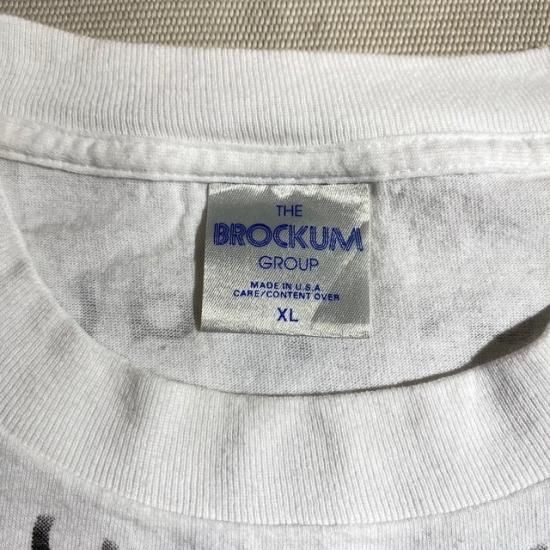 THE
BROCKUM
GROUP
MADE IN U.S.A
CARE/CONTENT OVER
XL